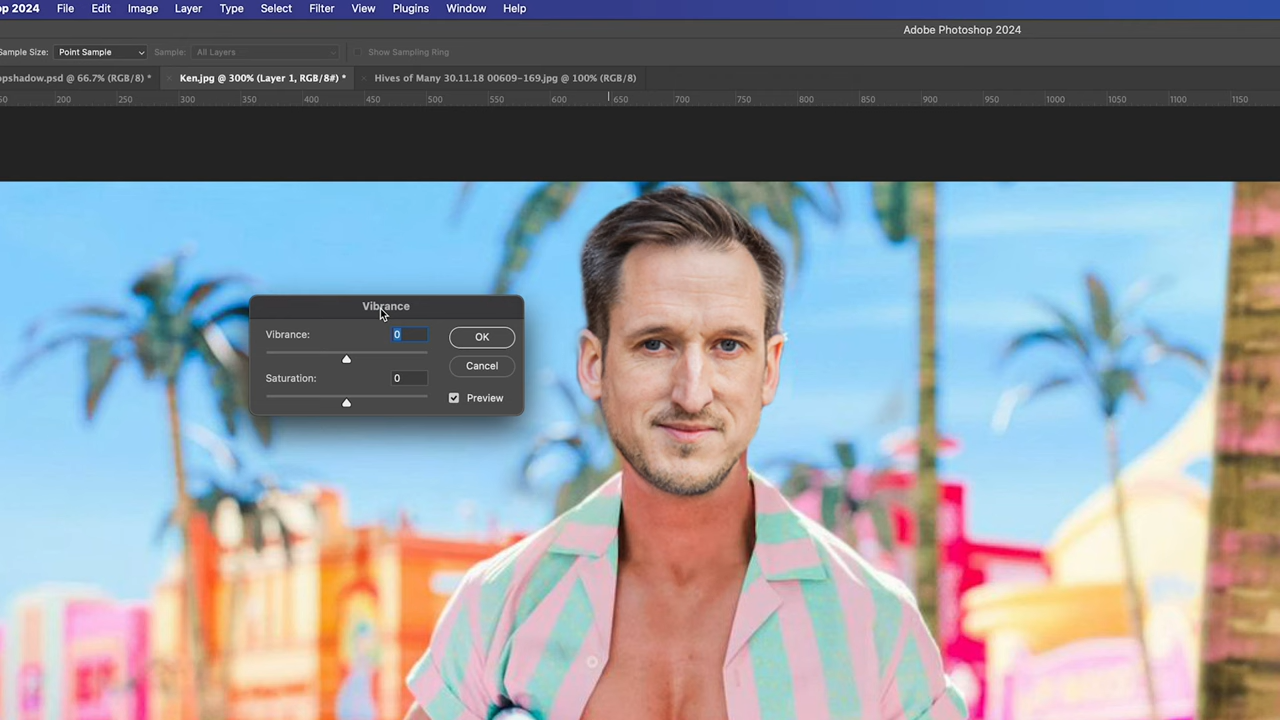 op 2024 File Edit Image Layer Type Select Filter View Plugins Window Help
Adobe Photoshop 2024
Sample Size: Point Sample Sample: All Layers Show Sampling Ring
opshadow.psd @ 66.7% (RGB/8) * Ken.jpg @ 300% (Layer 1, RGB/8#) * Hives of Many 30.11.18 00609-169.jpg @ 100% (RGB/8)
50 200 250 300 350 400 450 500 550 600 650 700 750 800 850 900 950 1000 1050 1100 1150
Vibrance
Vibrance: 0 OK
Cancel
Saturation: 0
Preview